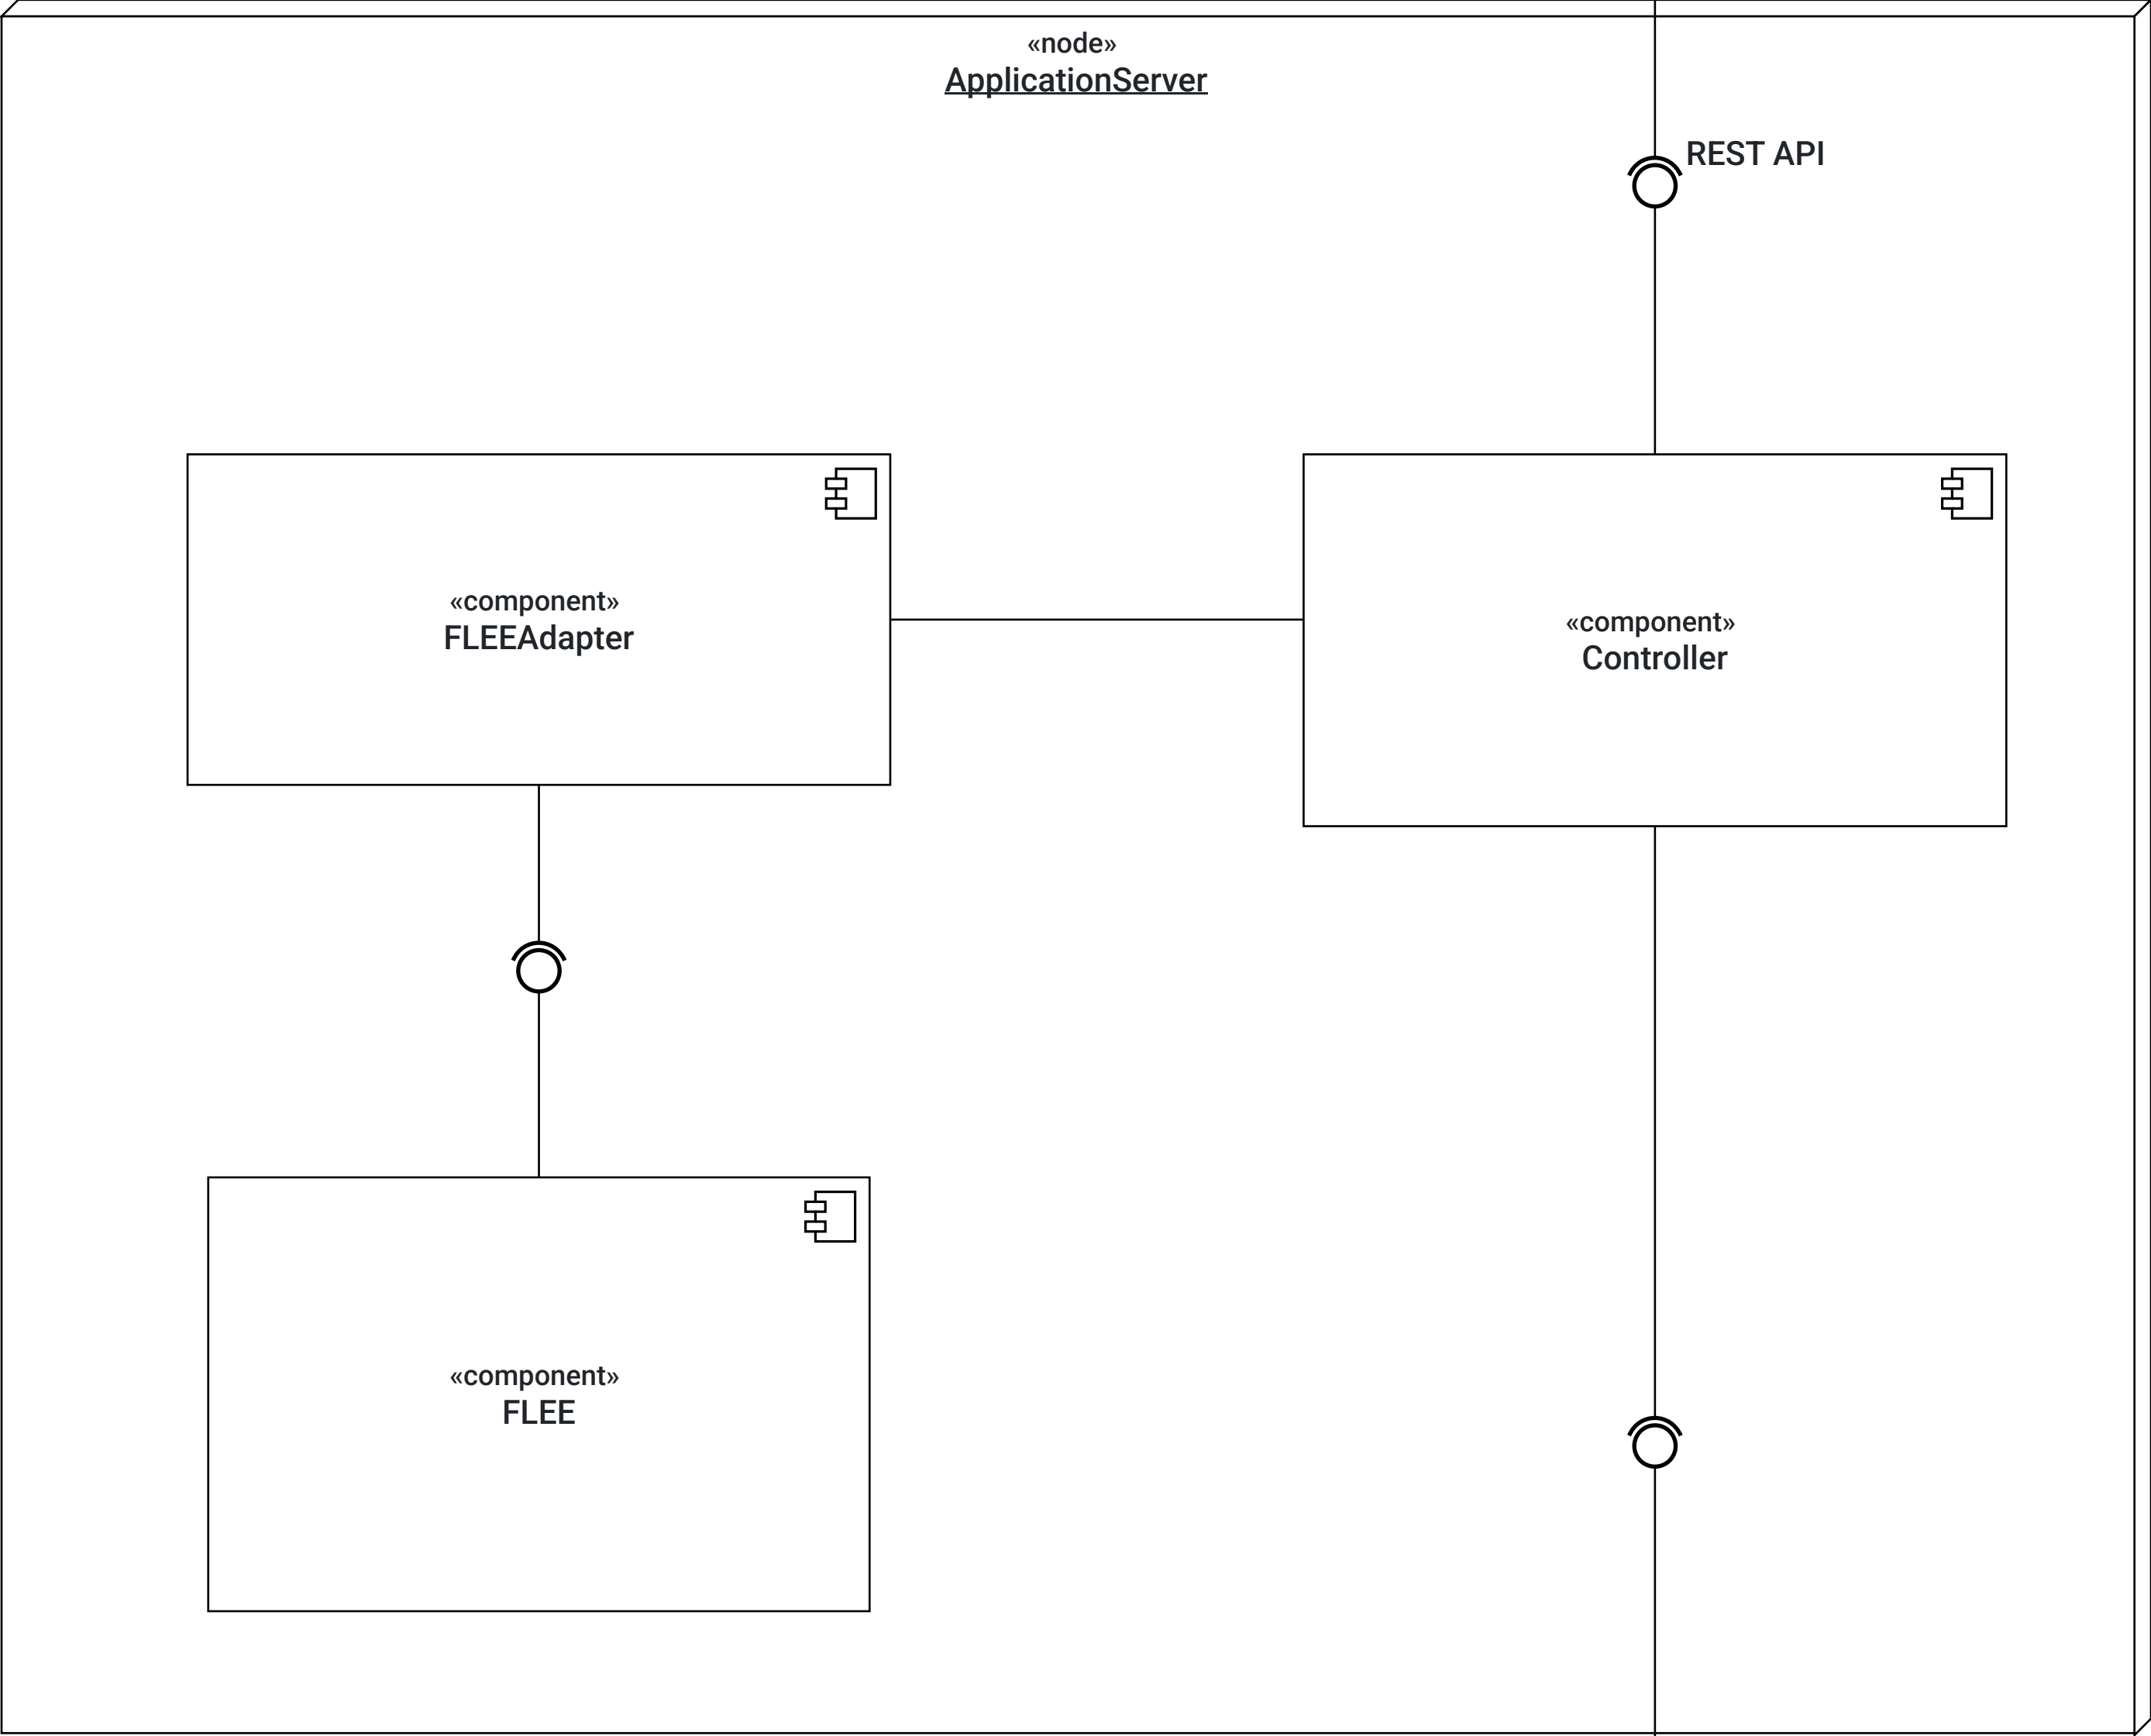 «node»
ApplicationServer
REST API
«component»
FLEEAdapter
«component»
Controller
«component»
FLEE